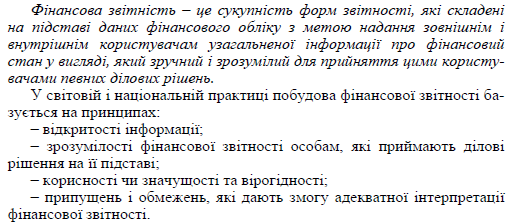 Фінансова звітність – це сукупність форм звітності, які складені
на підставі даних фінансового обліку з метою надання зовнішнім і
внутрішнім користувачам узагальненої інформації про фінансовий
стан у вигляді, який зручний і зрозумілий для прийняття цими користу-
вачами певних ділових рішень.
У світовій і національній практиці побудова фінансової звітності ба-
зується на принципах:
– відкритості інформації;
– зрозумілості фінансової звітності особам, які приймають ділові
рішення на її підставі;
– корисності чи значущості та вірогідності;
– припущень і обмежень, які дають змогу адекватної інтерпретації
фінансової звітності.